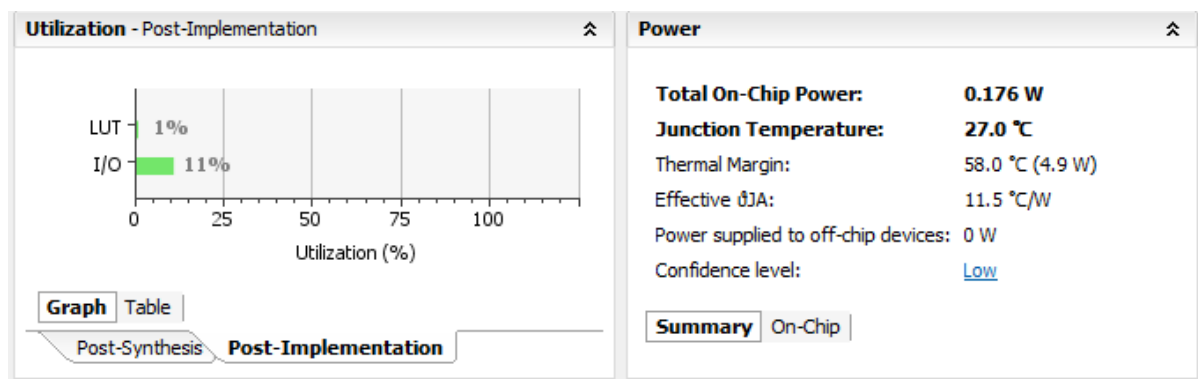 Utilization - Post-Implementation
LUT 1%
I/O 11%
0 25 50 75 100
Utilization (%)
Graph Table
Post-Synthesis Post-Implementation
Power
Total On-Chip Power: 0.176 W
Junction Temperature: 27.0 °C
Thermal Margin: 58.0 °C (4.9 W)
Effective ϑJA: 11.5 °C/W
Power supplied to off-chip devices: 0 W
Confidence level: Low
Summary On-Chip